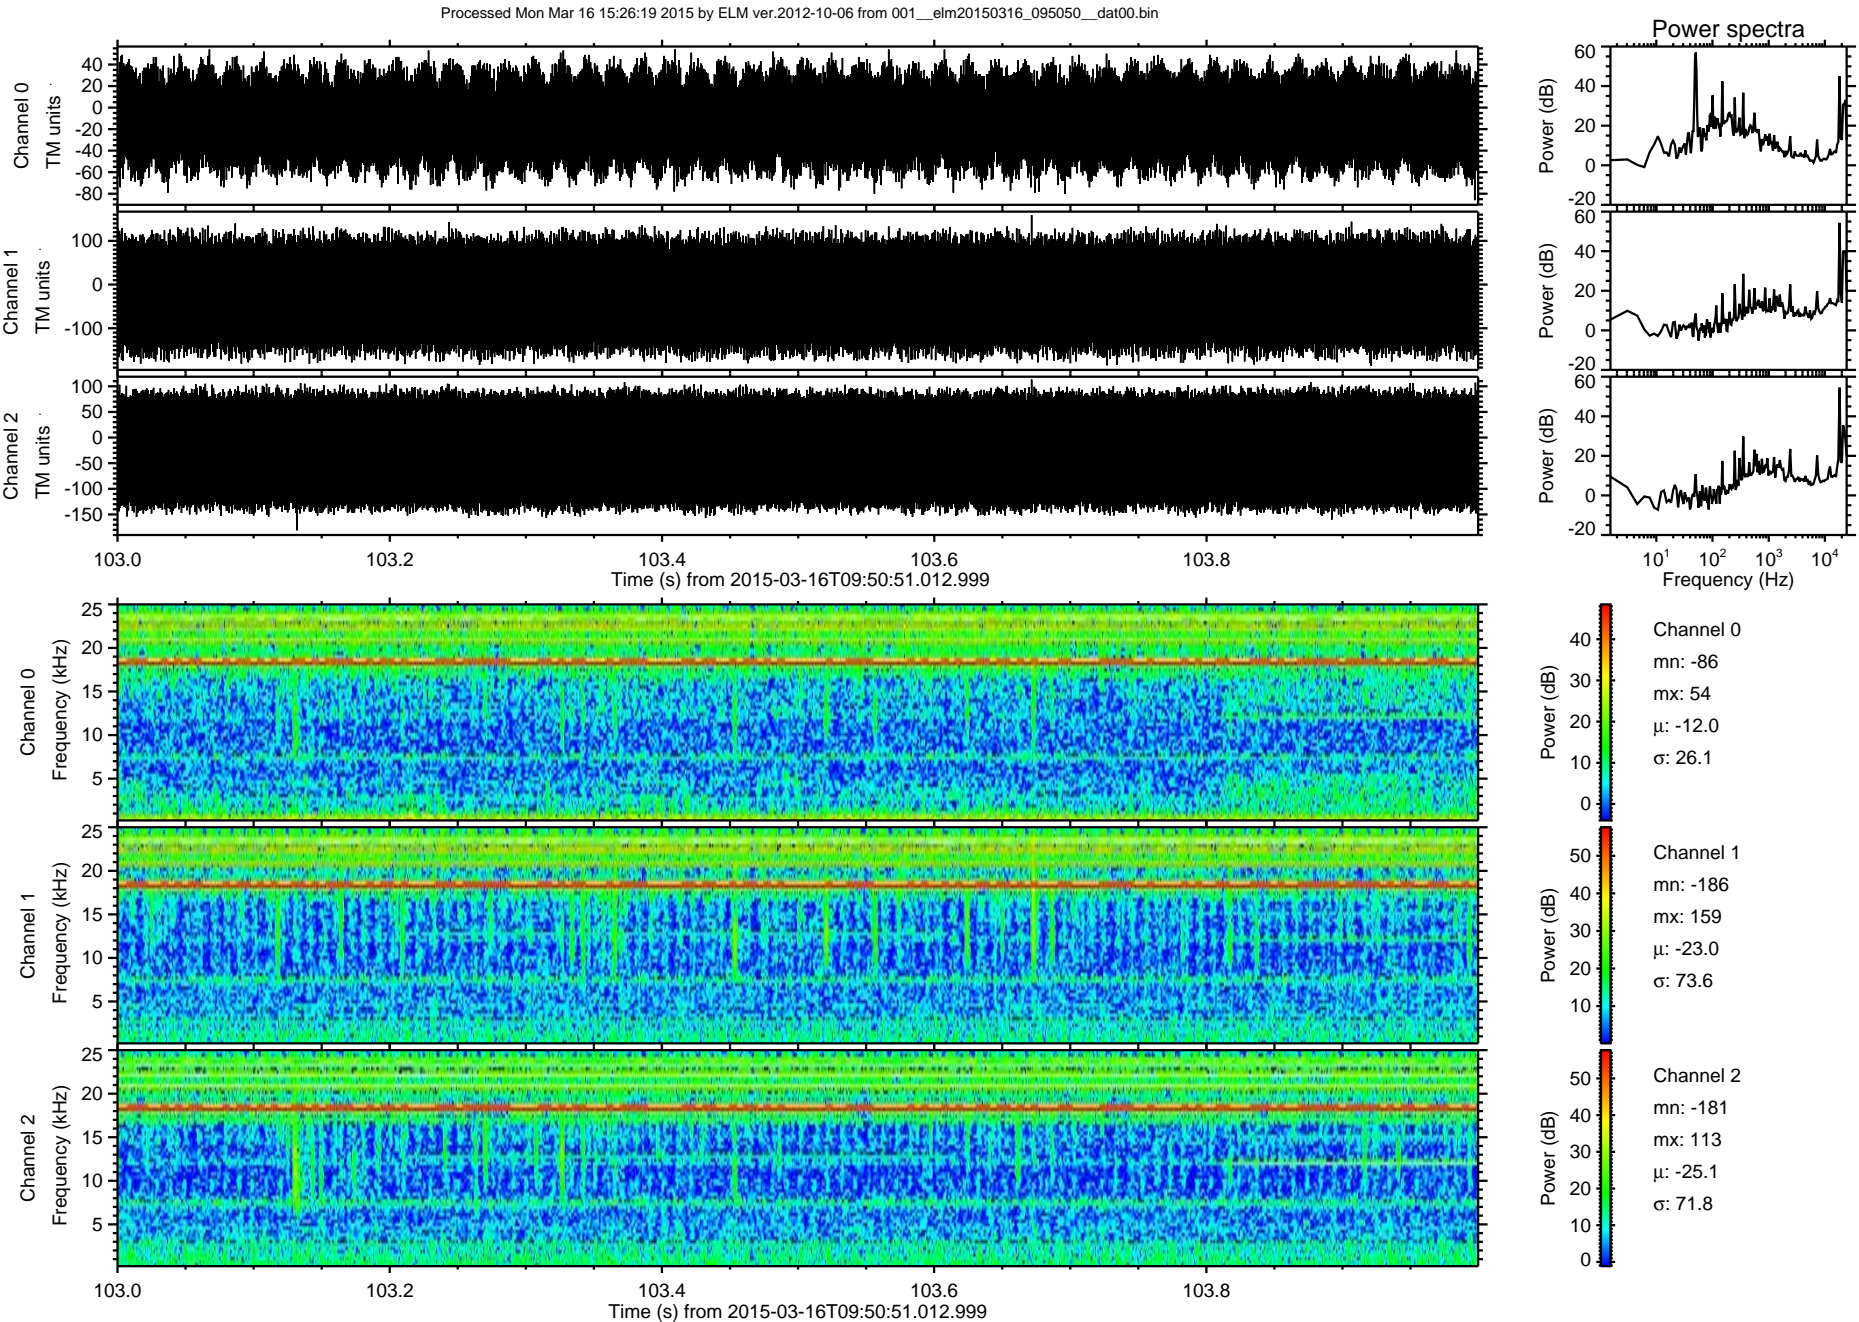 Processed Mon Mar 16 15:26:19 2015 by ELM ver.2012-10-06 from 001__elm20150316_095050__dat00.bin
Power spectra
Channel 0
TM units
40
20
0
-20
-40
-60
-80
Power (dB)
60
40
20
0
-20
Channel 1
TM units
100
0
-100
Power (dB)
60
40
20
0
-20
Channel 2
TM units
100
50
0
-50
-100
-150
Power (dB)
60
40
20
0
-20
103.0 103.2 103.4 103.6 103.8
Time (s) from 2015-03-16T09:50:51.012.999
10¹ 10² 10³ 10⁴
Frequency (Hz)
Channel 0
Frequency (kHz)
25
20
15
10
5
Power (dB)
40
30
20
10
0
Channel 0
mn: -86
mx: 54
μ: -12.0
σ: 26.1
Channel 1
Frequency (kHz)
25
20
15
10
5
Power (dB)
50
40
30
20
10
Channel 1
mn: -186
mx: 159
μ: -23.0
σ: 73.6
Channel 2
Frequency (kHz)
25
20
15
10
5
Power (dB)
50
40
30
20
10
0
Channel 2
mn: -181
mx: 113
μ: -25.1
σ: 71.8
103.0 103.2 103.4 103.6 103.8
Time (s) from 2015-03-16T09:50:51.012.999